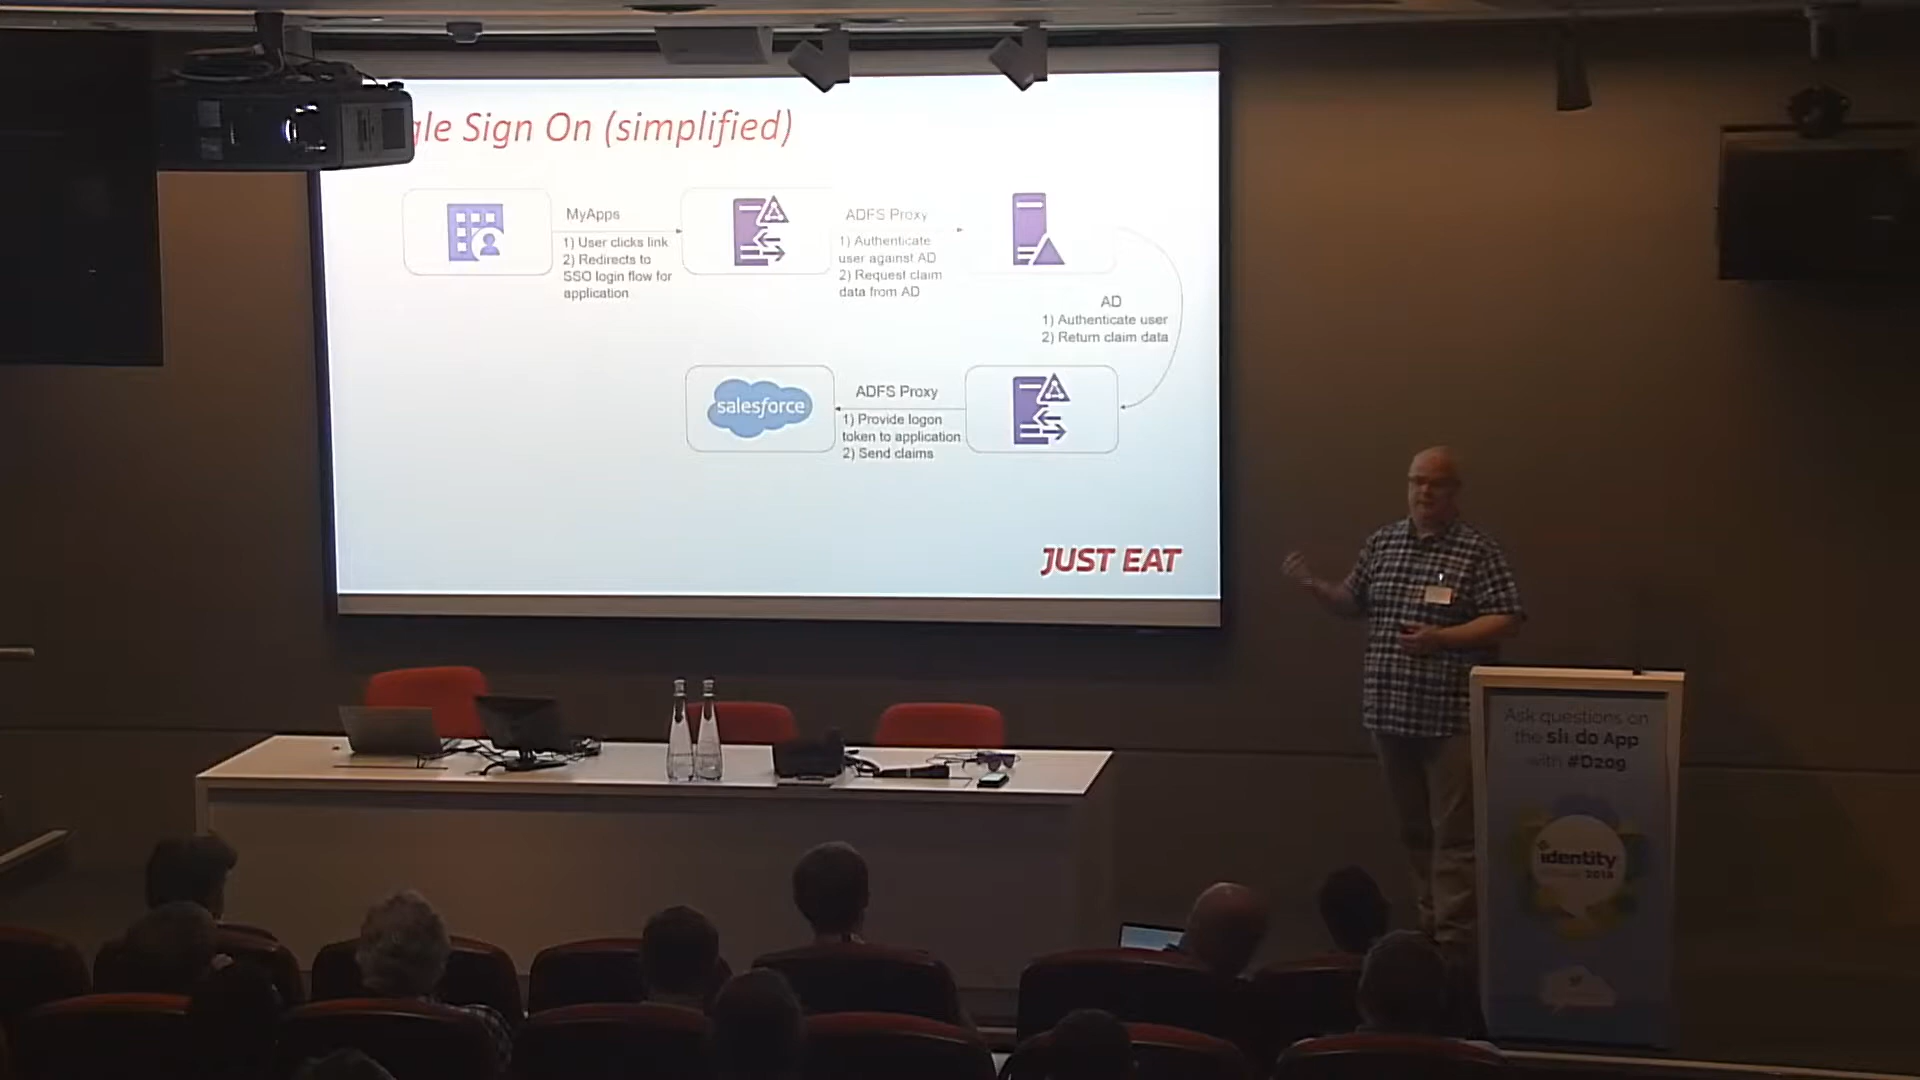 gle Sign On (simplified)
MyApps
1) User clicks link
2) Redirects to
SSO login flow for
application
ADFS Proxy
1) Authenticate
user against AD
2) Request claim
data from AD
AD
1) Authenticate user
2) Return claim data
ADFS Proxy
1) Provide logon
token to application
2) Send claims
salesforce
JUST EAT
Ask questions on
the sli.do App
with #D209
identity